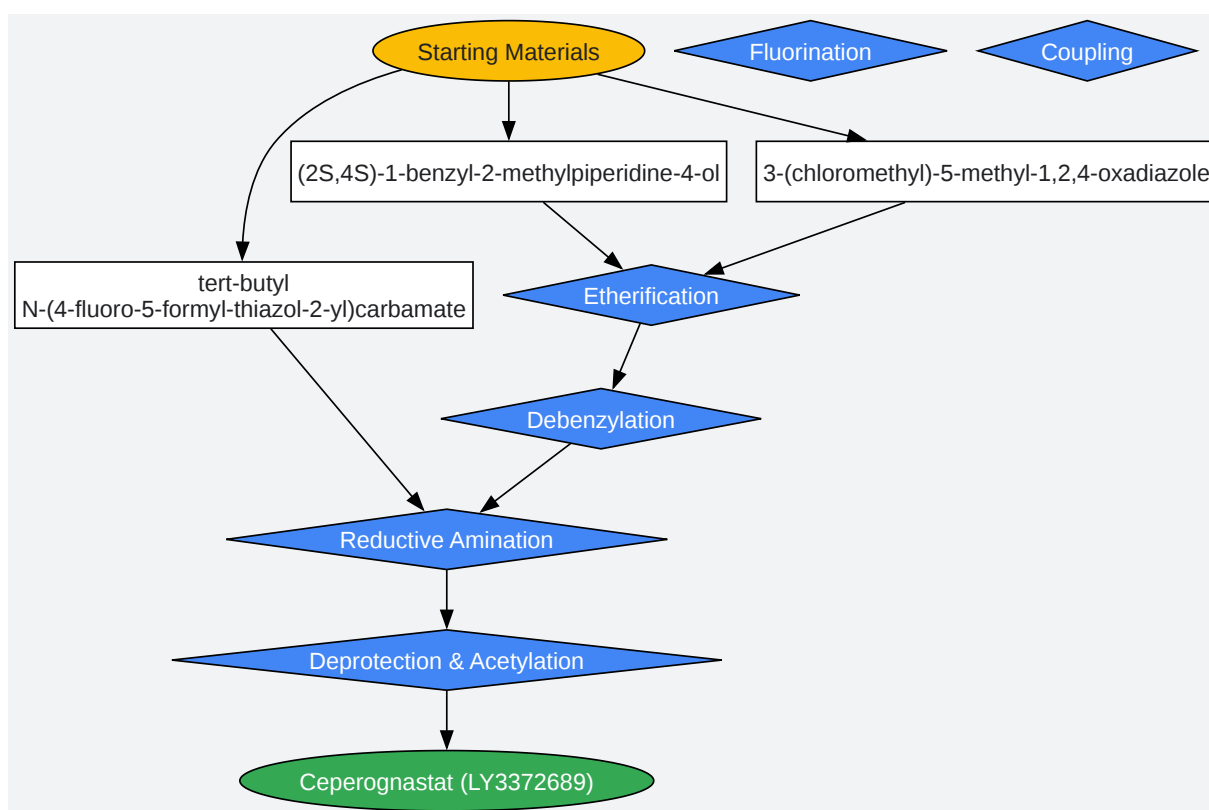 Starting Materials
Fluorination
Coupling
(2S,4S)-1-benzyl-2-methylpiperidine-4-ol
3-(chloromethyl)-5-methyl-1,2,4-oxadiazole
tert-butyl
N-(4-fluoro-5-formyl-thiazol-2-yl)carbamate
Etherification
Debenzylation
Reductive Amination
Deprotection & Acetylation
Ceperognastat (LY3372689)